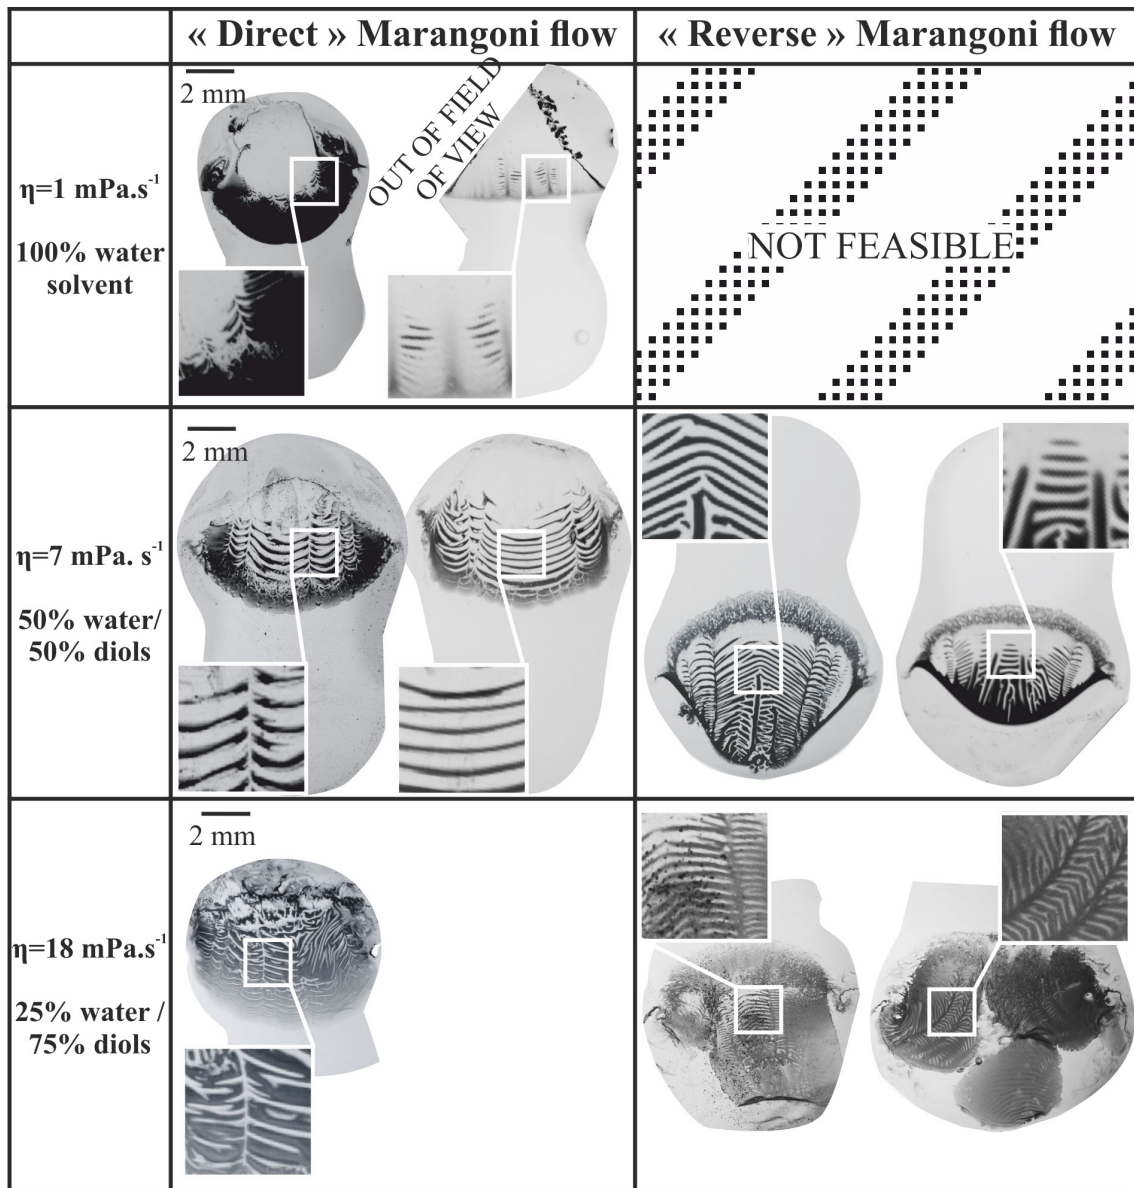 « Direct » Marangoni flow
« Reverse » Marangoni flow
η=1 mPa.s⁻¹
100% water
solvent
2 mm
OUT OF FIELD
OF VIEW
NOT FEASIBLE
η=7 mPa. s⁻¹
50% water/
50% diols
2 mm
η=18 mPa.s⁻¹
25% water /
75% diols
2 mm